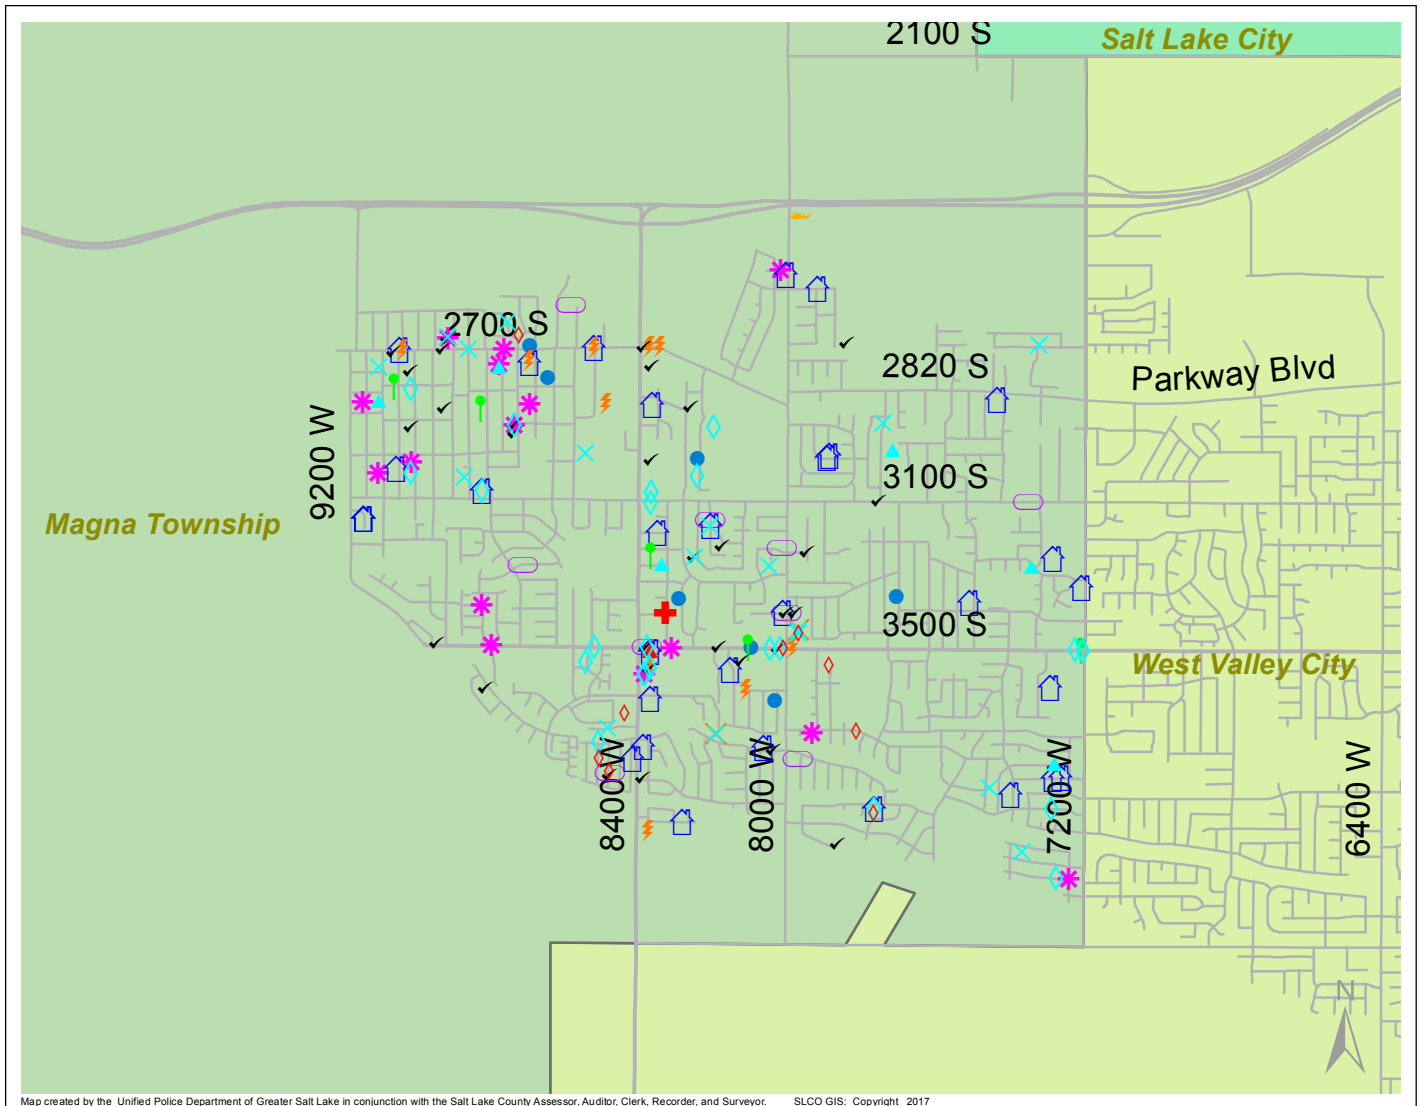 2100 S
Salt Lake City
2700 S
2820 S
Parkway Blvd
9200 W
3100 S
Magna Township
3500 S
West Valley City
8400 W
8000 W
7200 W
6400 W
N
Map created by the Unified Police Department of Greater Salt Lake in conjunction with the Salt Lake County Assessor, Auditor, Clerk, Recorder, and Surveyor. SLCO GIS: Copyright 2017